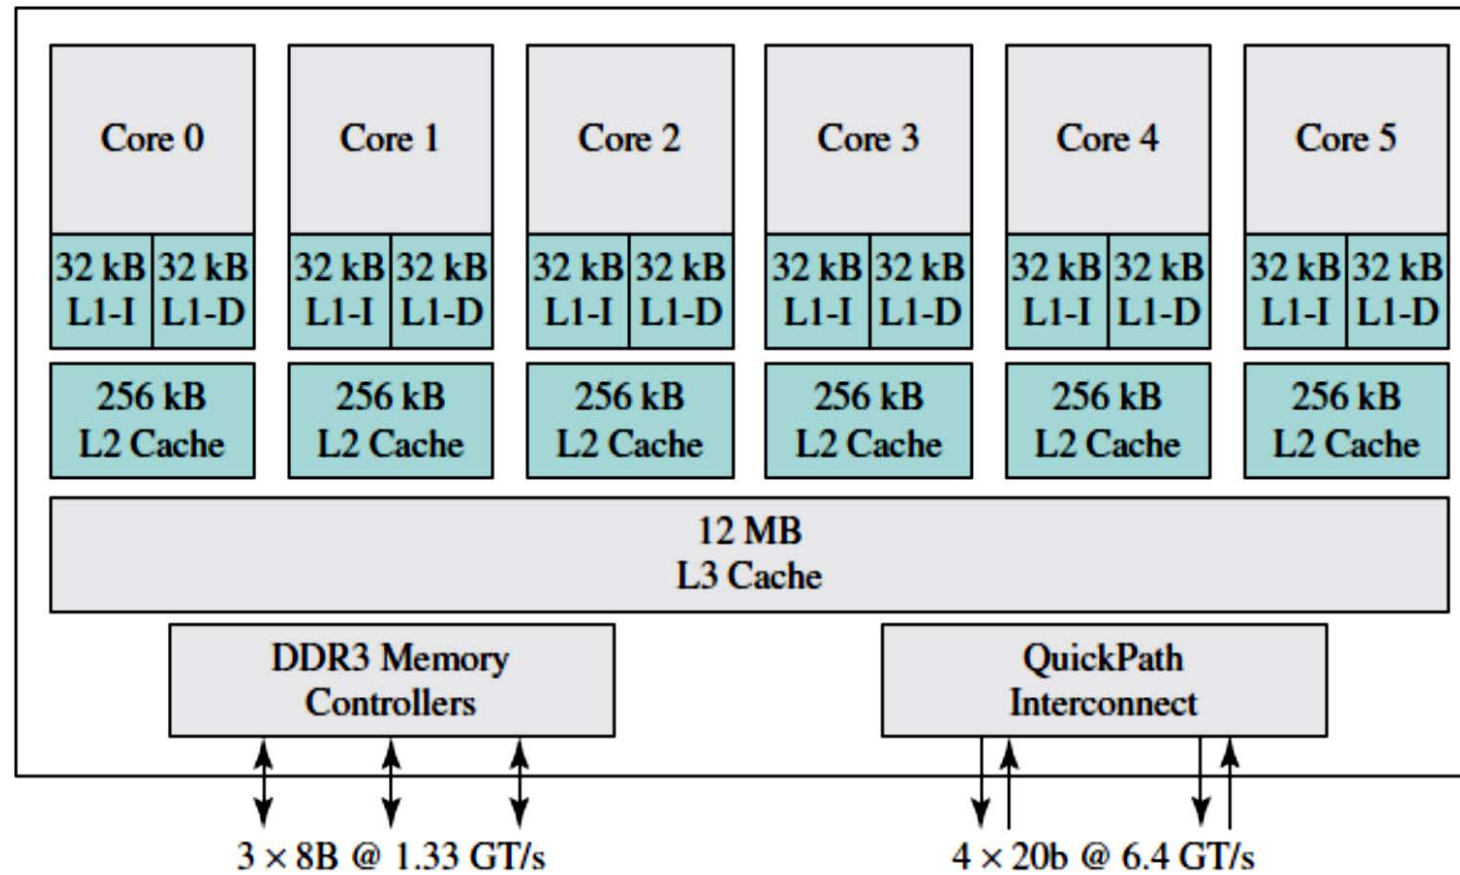 Core 0
Core 1
Core 2
Core 3
Core 4
Core 5
32 kB
L1-I
32 kB
L1-D
32 kB
L1-I
32 kB
L1-D
32 kB
L1-I
32 kB
L1-D
32 kB
L1-I
32 kB
L1-D
32 kB
L1-I
32 kB
L1-D
32 kB
L1-I
32 kB
L1-D
256 kB
L2 Cache
256 kB
L2 Cache
256 kB
L2 Cache
256 kB
L2 Cache
256 kB
L2 Cache
256 kB
L2 Cache
12 MB
L3 Cache
DDR3 Memory
Controllers
QuickPath
Interconnect
3 × 8B @ 1.33 GT/s
4 × 20b @ 6.4 GT/s